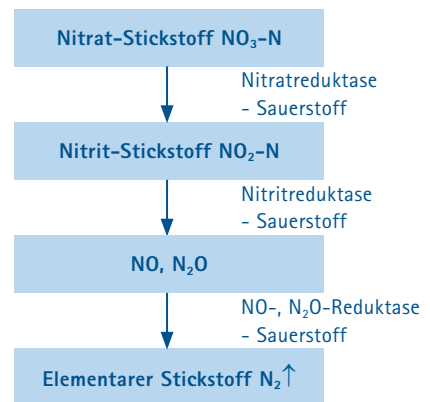 Nitrat-Stickstoff NO₃-N
Nitratreduktase
- Sauerstoff
Nitrit-Stickstoff NO₂-N
Nitritreduktase
- Sauerstoff
NO, N₂O
NO-, N₂O-Reduktase
- Sauerstoff
Elementarer Stickstoff N₂↑